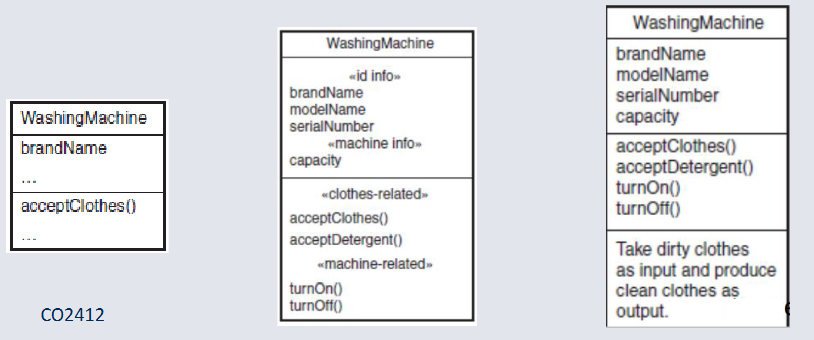 WashingMachine
brandName
...
acceptClothes()
...
WashingMachine
«id info»
brandName
modelName
serialNumber
«machine info»
capacity
«clothes-related»
acceptClothes()
acceptDetergent()
«machine-related»
turnOn()
turnOff()
WashingMachine
brandName
modelName
serialNumber
capacity
acceptClothes()
acceptDetergent()
turnOn()
turnOff()
Take dirty clothes
as input and produce
clean clothes as
output.
CO2412